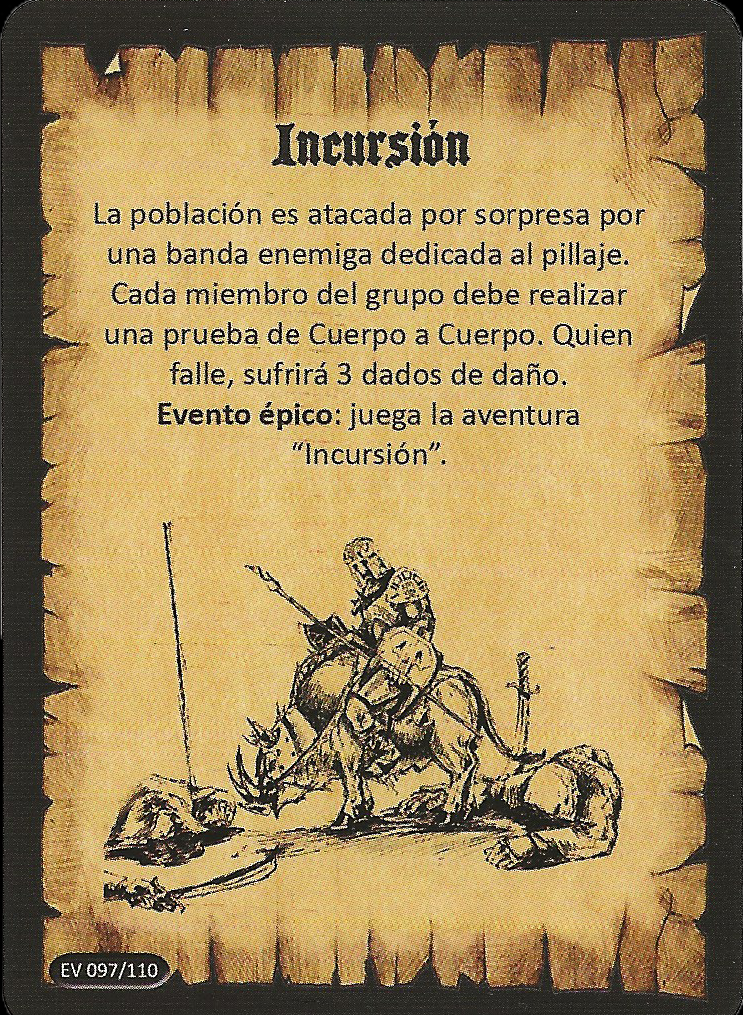 Incursión
La población es atacada por sorpresa por
una banda enemiga dedicada al pillaje.
Cada miembro del grupo debe realizar
una prueba de Cuerpo a Cuerpo. Quien
falle, sufrirá 3 dados de daño.
Evento épico: juega la aventura
“Incursión”.
EV 097/110